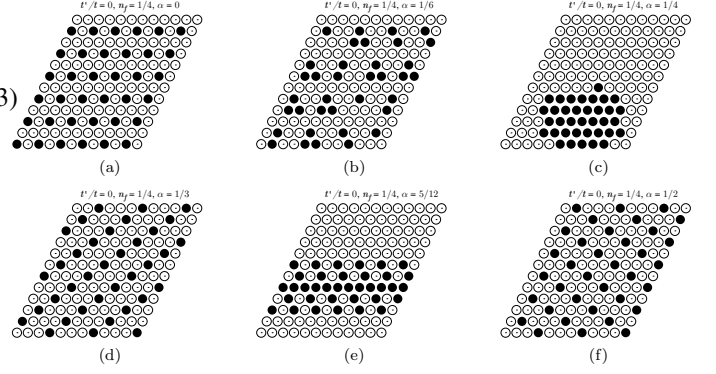 t'/t = 0, n_f = 1/4, α = 0
t'/t = 0, n_f = 1/4, α = 1/6
t'/t = 0, n_f = 1/4, α = 1/4
3)
(a)
(b)
(c)
t'/t = 0, n_f = 1/4, α = 1/3
t'/t = 0, n_f = 1/4, α = 5/12
t'/t = 0, n_f = 1/4, α = 1/2
(d)
(e)
(f)